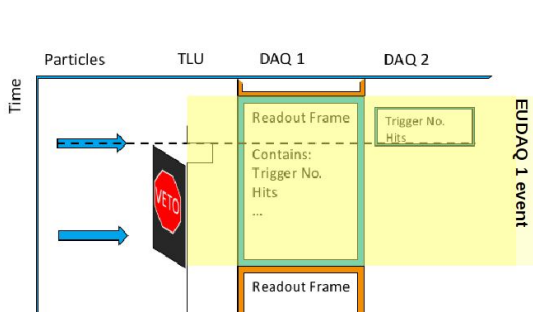 Particles
TLU
DAQ 1
DAQ 2
Time
Readout Frame
Contains:
Trigger No.
Hits
...
Trigger No.
Hits
VETO
EUDAQ 1 event
Readout Frame